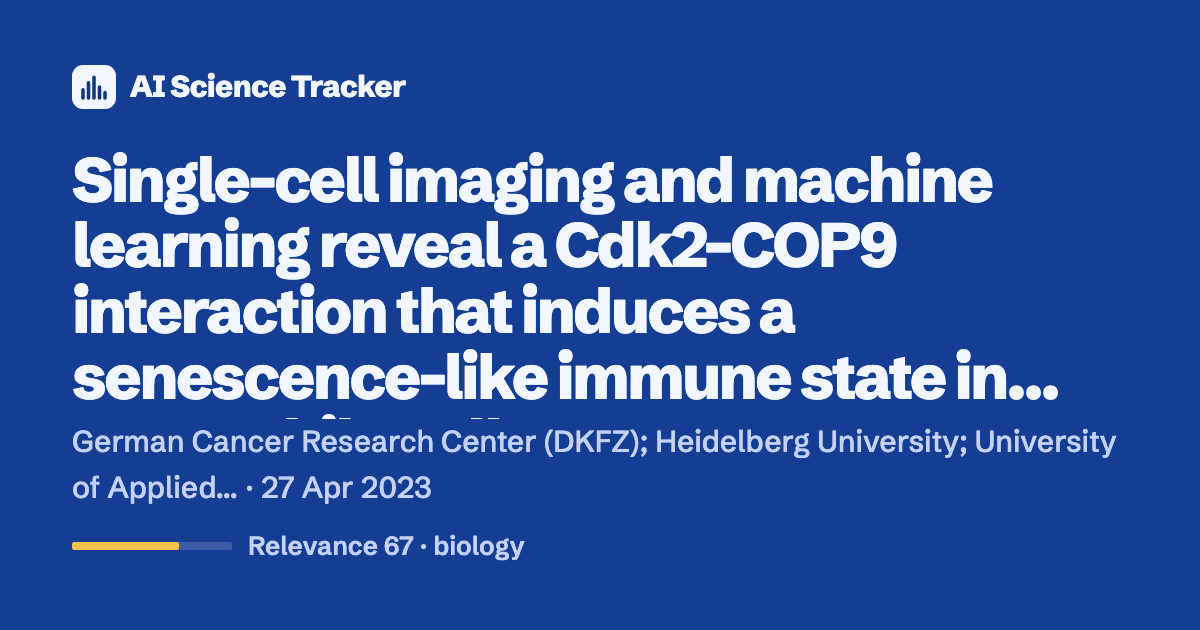 AI Science Tracker
Single-cell imaging and machine
learning reveal a Cdk2-COP9
interaction that induces a
senescence-like immune state in...
German Cancer Research Center (DKFZ); Heidelberg University; University
of Applied... · 27 Apr 2023
Relevance 67 · biology